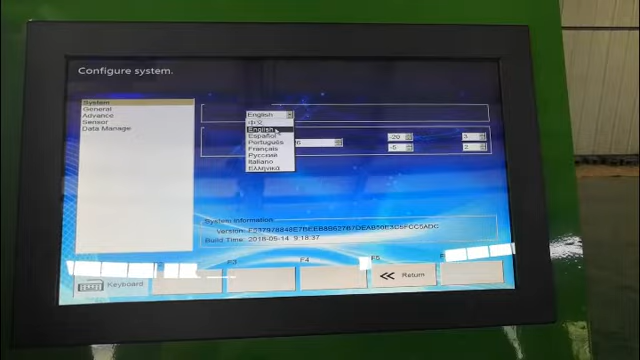 Configure system.
System
General
Advance
Sensor
Data Manage
English
中文
English
Español
Português
Français
Русский
Italiano
Ελληνικά
6
-20
3
-5
2
System Information
Version:
Build Time: 2018-05-14 9:18:37
F3
F4
F5
Keyboard
Return